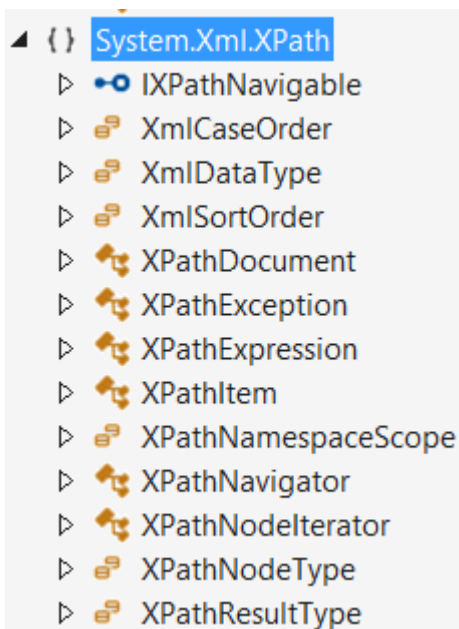 { } System.Xml.XPath
IXPathNavigable
XmlCaseOrder
XmlDataType
XmlSortOrder
XPathDocument
XPathException
XPathExpression
XPathItem
XPathNamespaceScope
XPathNavigator
XPathNodeIterator
XPathNodeType
XPathResultType